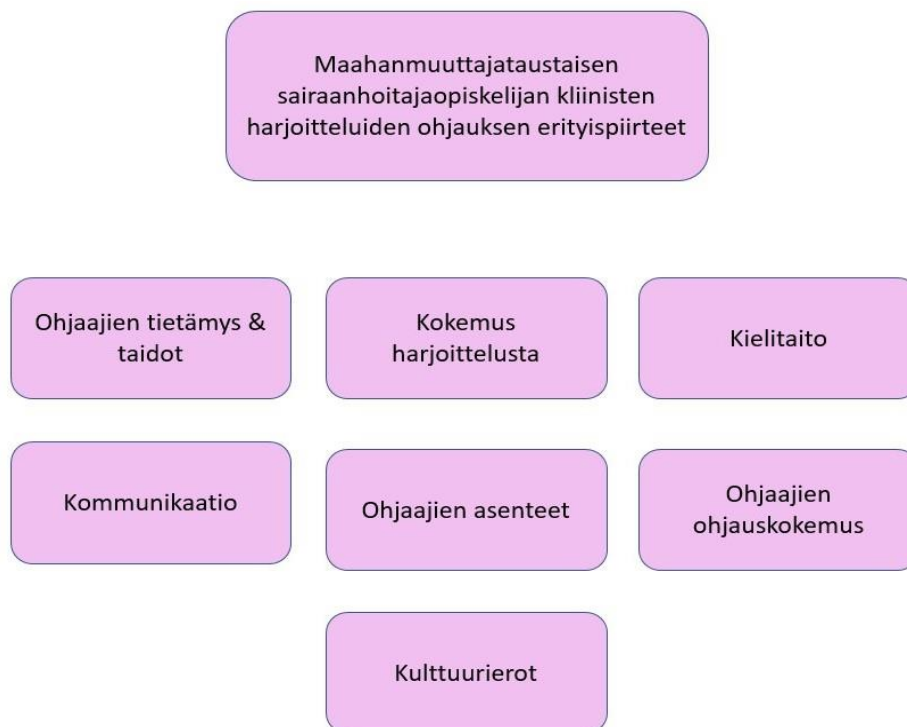 Maahanmuuttajataustaisen
sairaanhoitajaopiskelijan kliinisten
harjoitteluiden ohjauksen erityispiirteet
Ohjaajien tietämys &
taidot
Kokemus
harjoittelusta
Kielitaito
Kommunikaatio
Ohjaajien asenteet
Ohjaajien
ohjauskokemus
Kulttuurierot